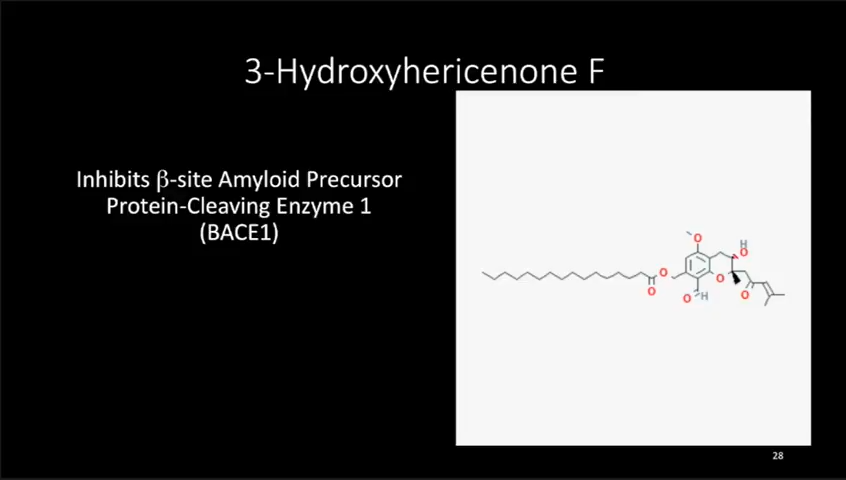 3-Hydroxyhericenone F
Inhibits β-site Amyloid Precursor
Protein-Cleaving Enzyme 1
(BACE1)
O
H
O
O
O
O
O
O
H
28